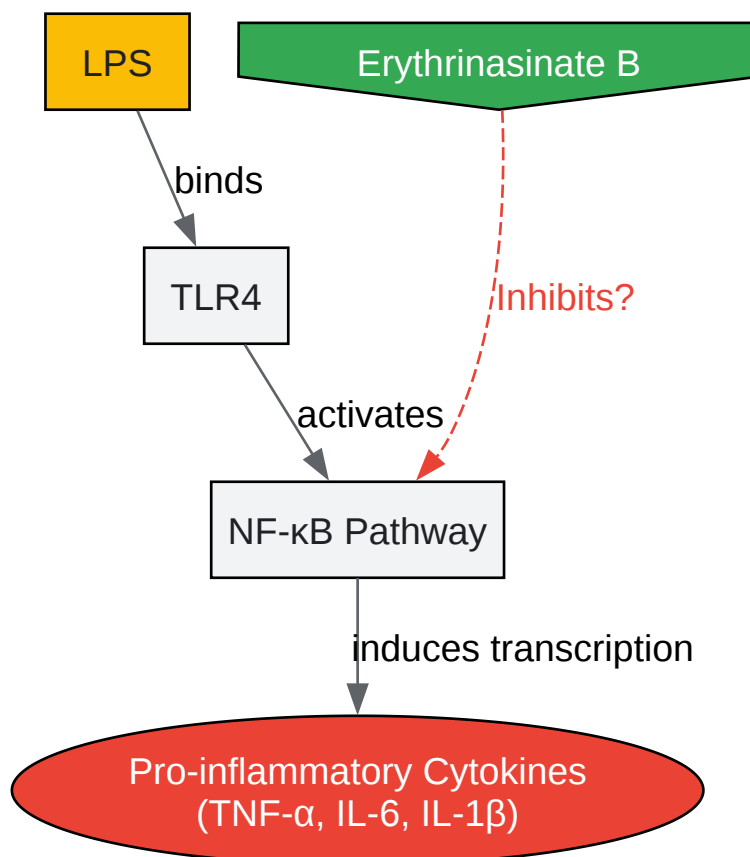 LPS
Erythrinasinate B
binds
TLR4
Inhibits?
activates
NF-κB Pathway
induces transcription
Pro-inflammatory Cytokines
(TNF-α, IL-6, IL-1β)